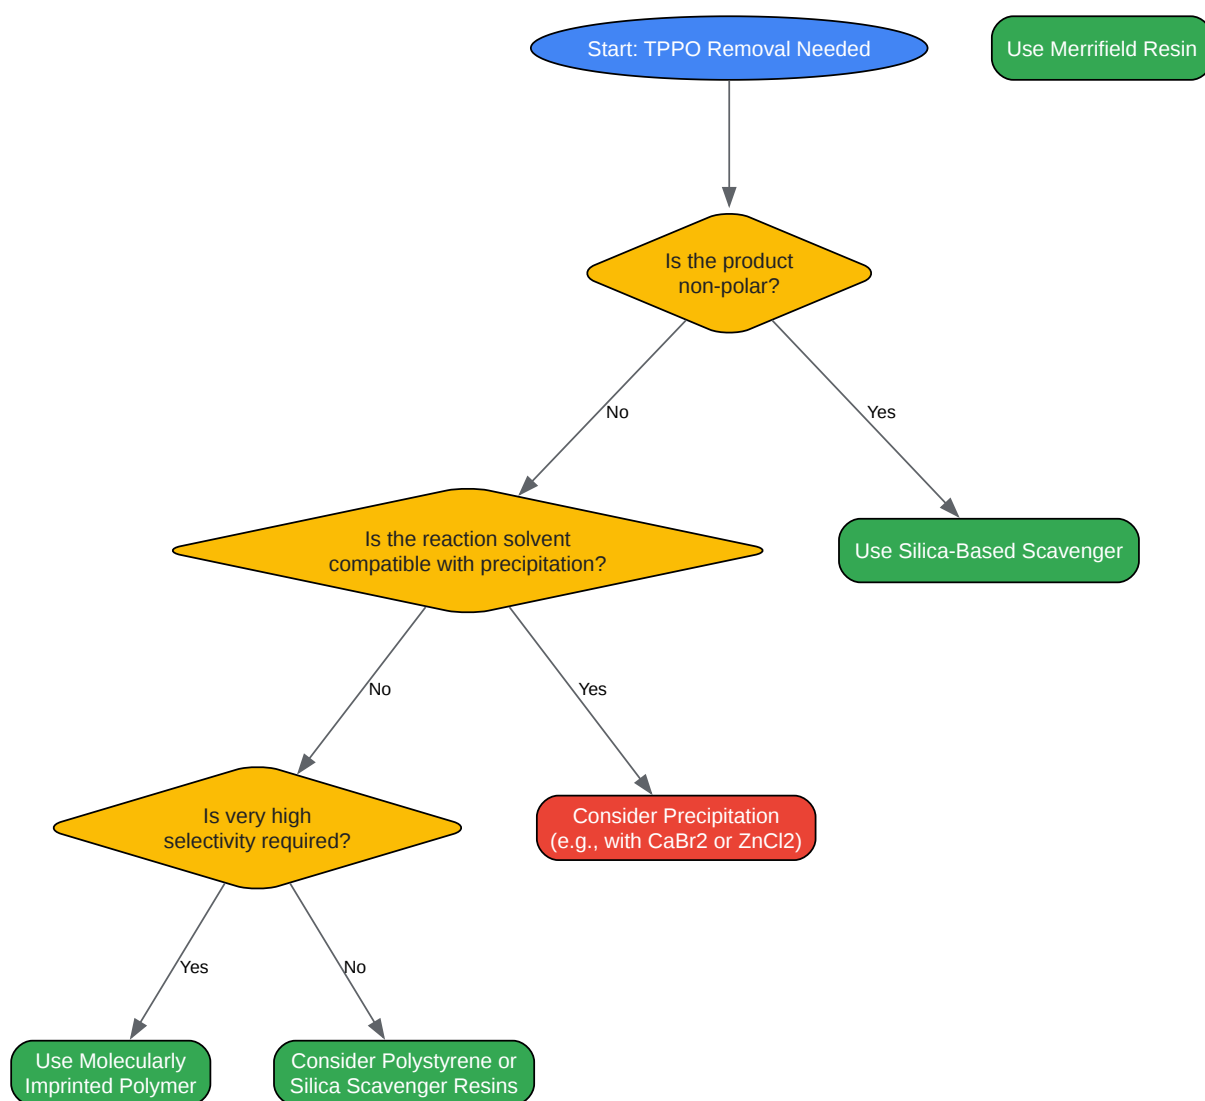 Start: TPPO Removal Needed
Use Merrifield Resin
Is the product
non-polar?
No
Yes
Is the reaction solvent
compatible with precipitation?
Use Silica-Based Scavenger
No
Yes
Is very high
selectivity required?
Consider Precipitation
(e.g., with CaBr2 or ZnCl2)
Yes
No
Use Molecularly
Imprinted Polymer
Consider Polystyrene or
Silica Scavenger Resins